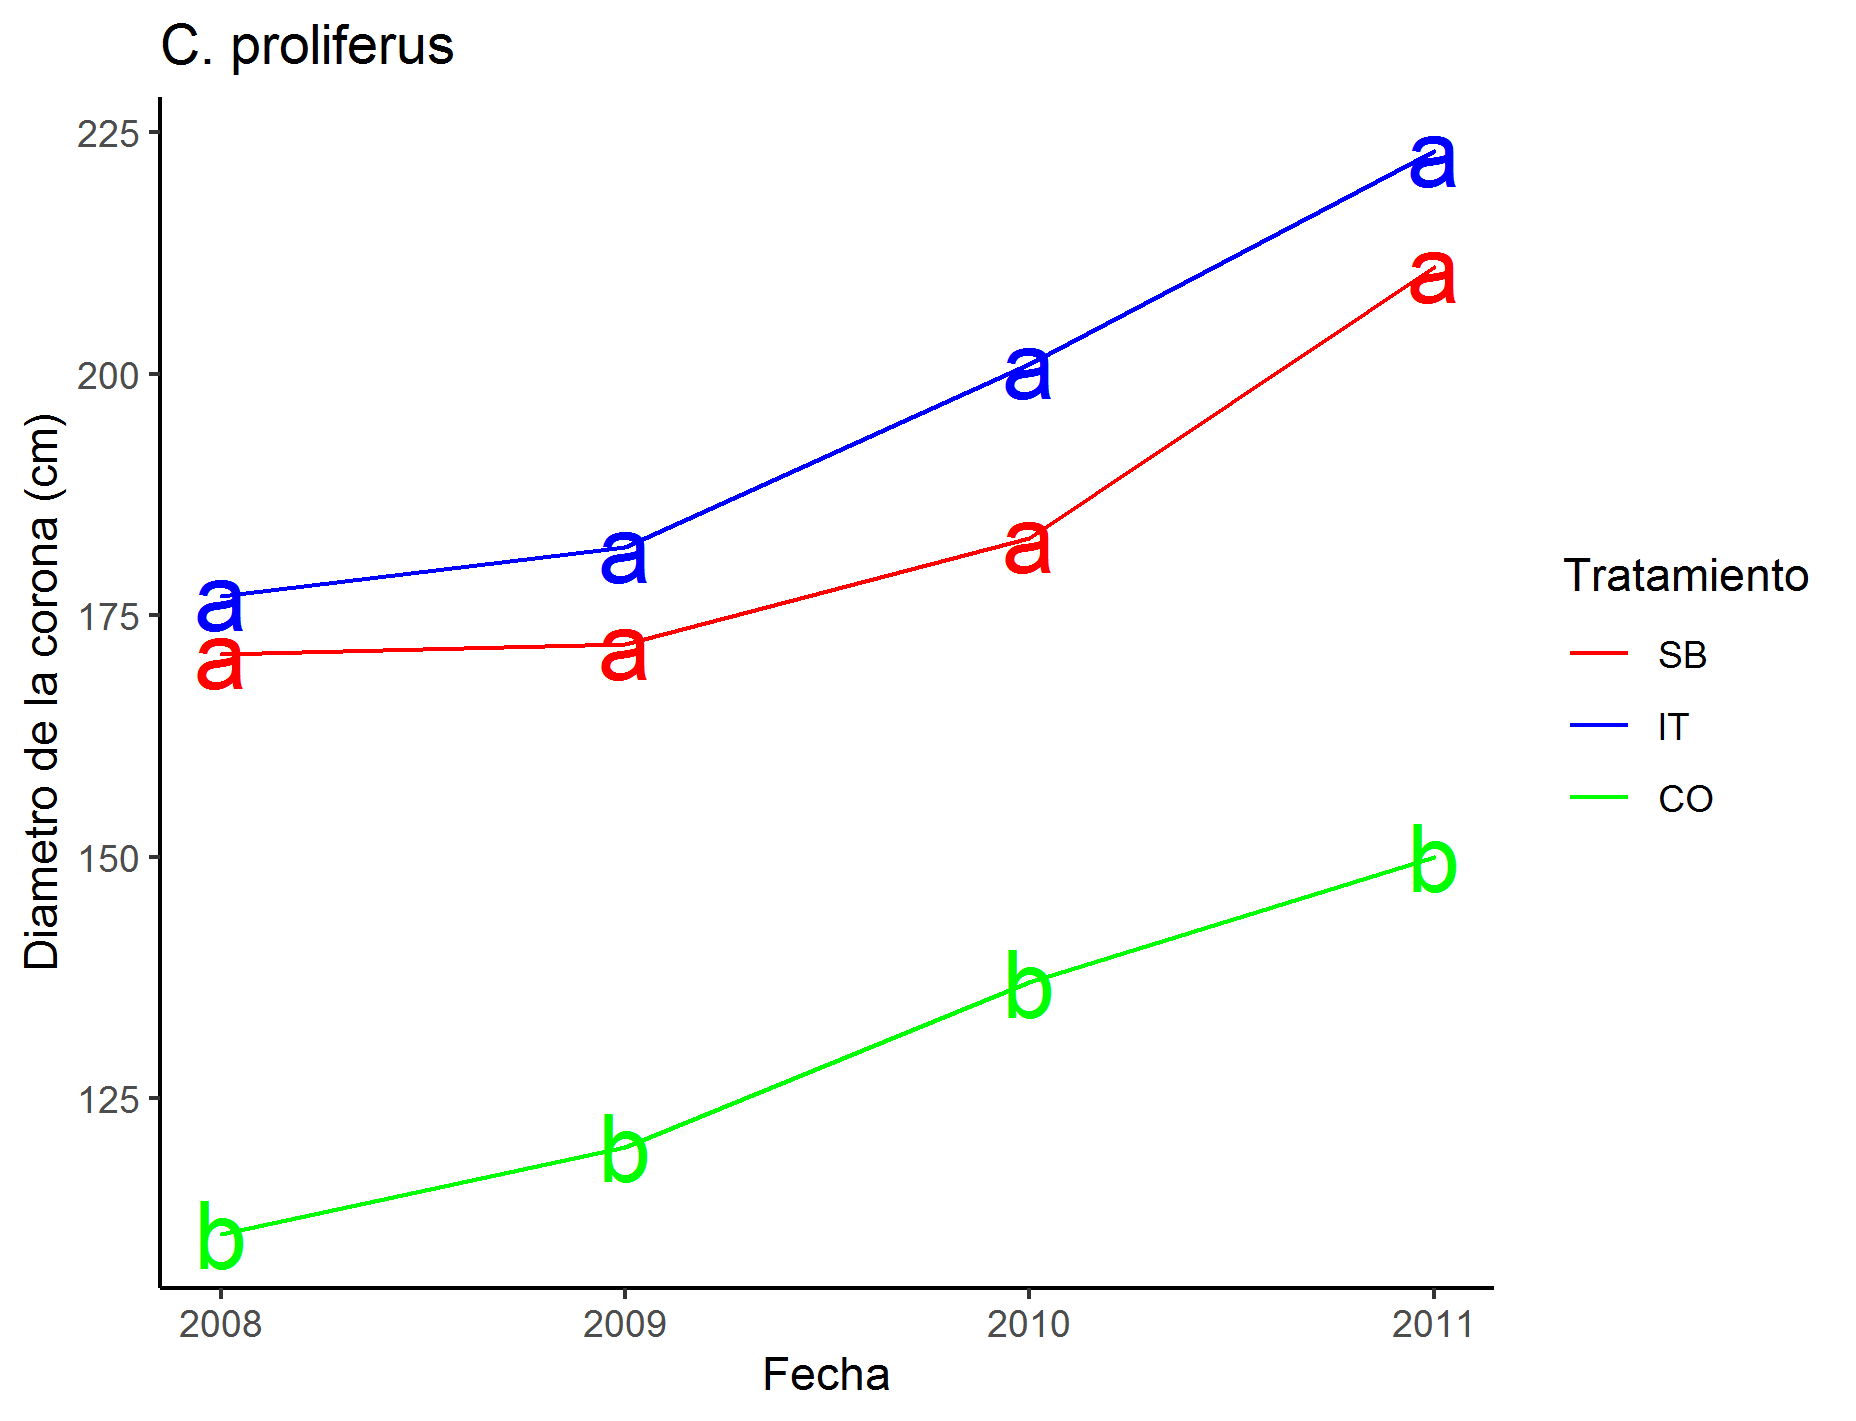 C. proliferus
Diametro de la corona (cm)
225
200
175
150
125
a
a
a
a
a
a
a
a
b
b
b
b
2008
2009
2010
2011
Fecha
Tratamiento
SB
IT
CO